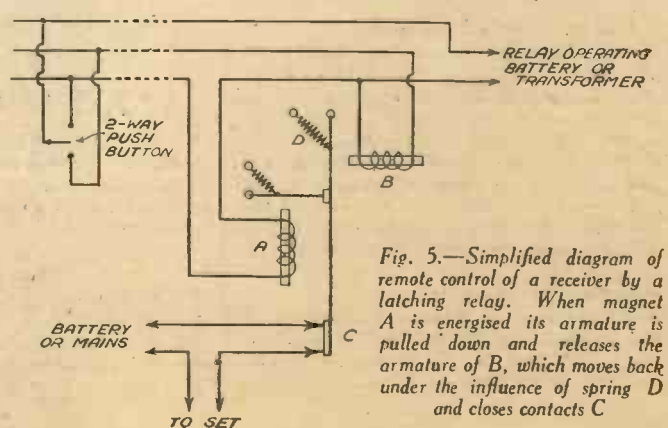 RELAY OPERATING
BATTERY OR
TRANSFORMER
2-WAY
PUSH
BUTTON
D
B
A
C
BATTERY
OR MAINS
TO SET
Fig. 5.—Simplified diagram of
remote control of a receiver by a
latching relay. When magnet
A is energised its armature is
pulled down and releases the
armature of B, which moves back
under the influence of spring D
and closes contacts C